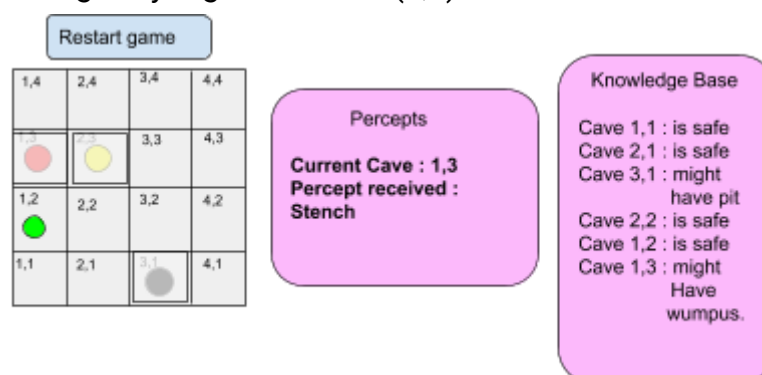 Restart game
1,4 2,4 3,4 4,4
1,3 2,3 3,3 4,3
1,2 2,2 3,2 4,2
1,1 2,1 3,1 4,1
Percepts
Current Cave : 1,3
Percept received :
Stench
Knowledge Base
Cave 1,1 : is safe
Cave 2,1 : is safe
Cave 3,1 : might
have pit
Cave 2,2 : is safe
Cave 1,2 : is safe
Cave 1,3 : might
Have
wumpus.